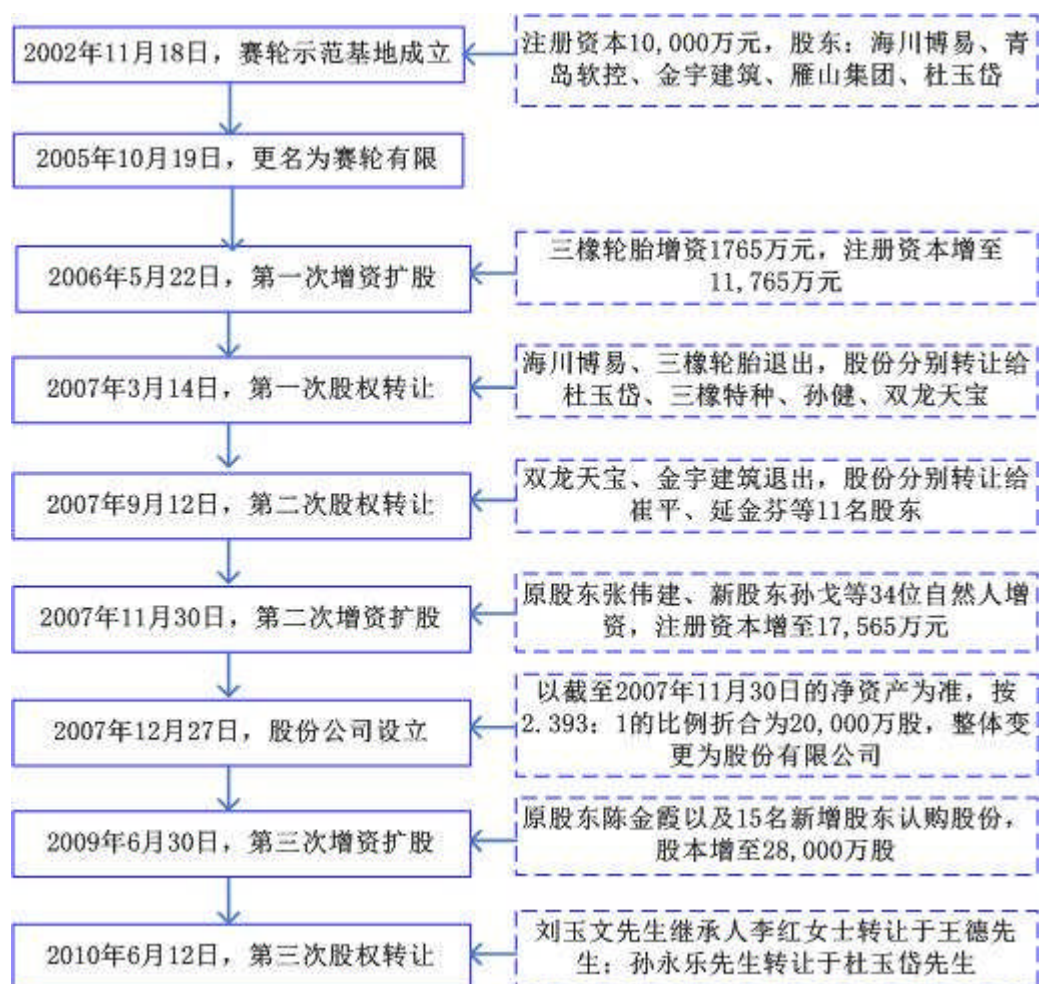 2002年11月18日，赛轮示范基地成立
注册资本10,000万元，股东：海川博易、青
岛软控、金宇建筑、雁山集团、杜玉岱
2005年10月19日，更名为赛轮有限
2006年5月22日，第一次增资扩股
三橡轮胎增资1765万元，注册资本增至
11,765万元
2007年3月14日，第一次股权转让
海川博易、三橡轮胎退出，股份分别转让给
杜玉岱、三橡特种、孙健、双龙天宝
2007年9月12日，第二次股权转让
双龙天宝、金宇建筑退出，股份分别转让给
崔平、延金芬等11名股东
2007年11月30日，第二次增资扩股
原股东张伟建、新股东孙戈等34位自然人增
资，注册资本增至17,565万元
2007年12月27日，股份公司设立
以截至2007年11月30日的净资产为准，按
2.393：1的比例折合为20,000万股，整体变
更为股份有限公司
2009年6月30日，第三次增资扩股
原股东陈金霞以及15名新增股东认购股份，
股本增至28,000万股
2010年6月12日，第三次股权转让
刘玉文先生继承人李红女士转让于王德先
生；孙永乐先生转让于杜玉岱先生